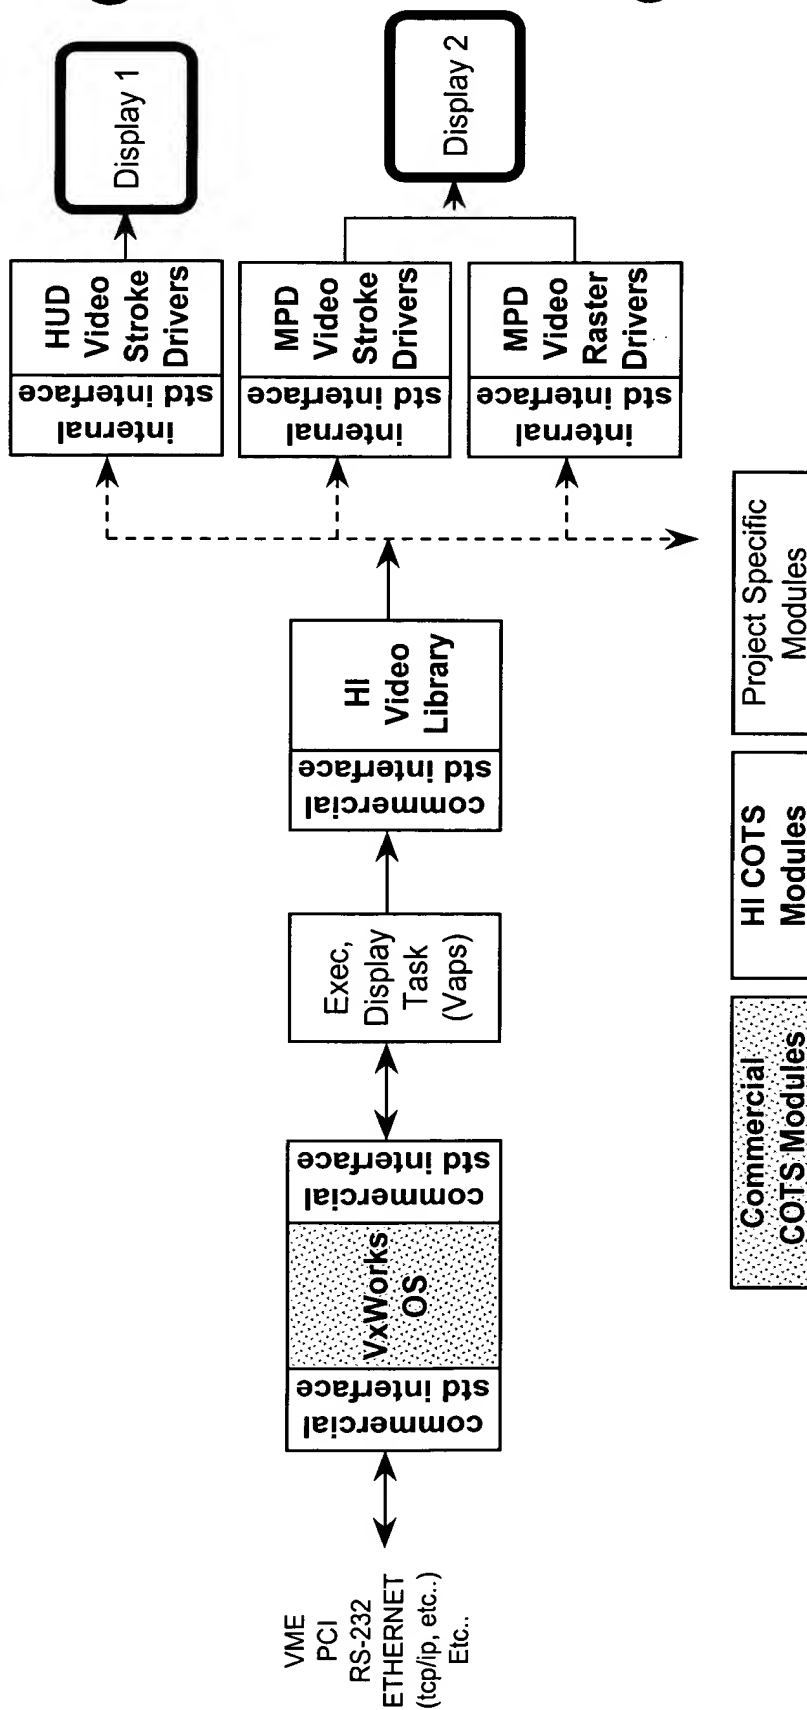 VME
PCI
RS-232
ETHERNET
(tcp/ip, etc..)
Etc..
commercial
std interface
VxWorks
OS
commercial
std interface
Exec,
Display
Task
(Vaps)
commercial
std interface
HI
Video
Library
internal
std interface
HUD
Video
Stroke
Drivers
internal
std interface
MPD
Video
Stroke
Drivers
internal
std interface
MPD
Video
Raster
Drivers
Display 1
Display 2
Commercial
COTS Modules
HI COTS
Modules
Project Specific
Modules